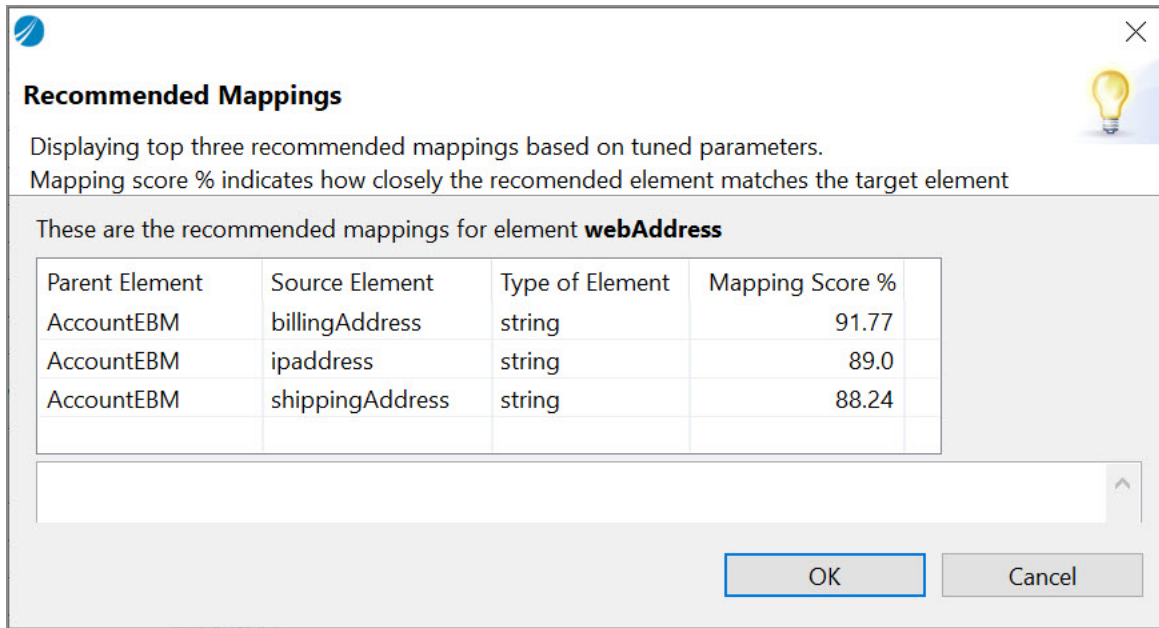 Recommended Mappings
Displaying top three recommended mappings based on tuned parameters.
Mapping score % indicates how closely the recomended element matches the target element
These are the recommended mappings for element webAddress
Parent Element Source Element Type of Element Mapping Score %
AccountEBM billingAddress string 91.77
AccountEBM ipaddress string 89.0
AccountEBM shippingAddress string 88.24
OK Cancel